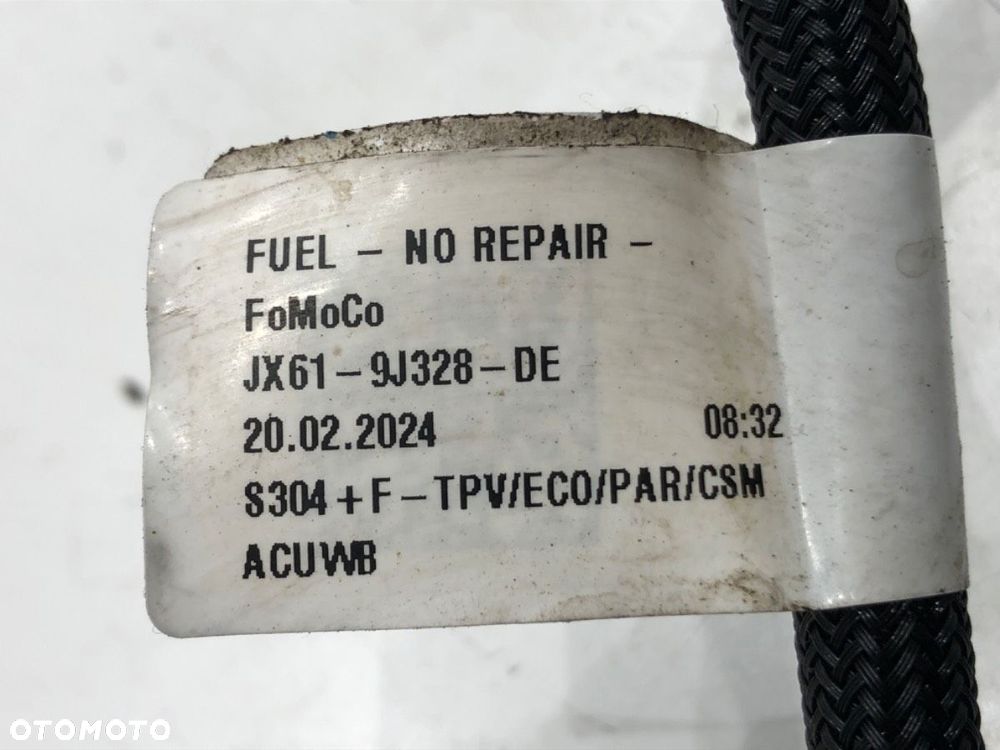 FUEL - NO REPAIR -
FoMoCo
JX61-9J328-DE
20.02.2024 08:32
S304+F-TPV/ECO/PAR/CSM
ACUWB
OTOMOTO